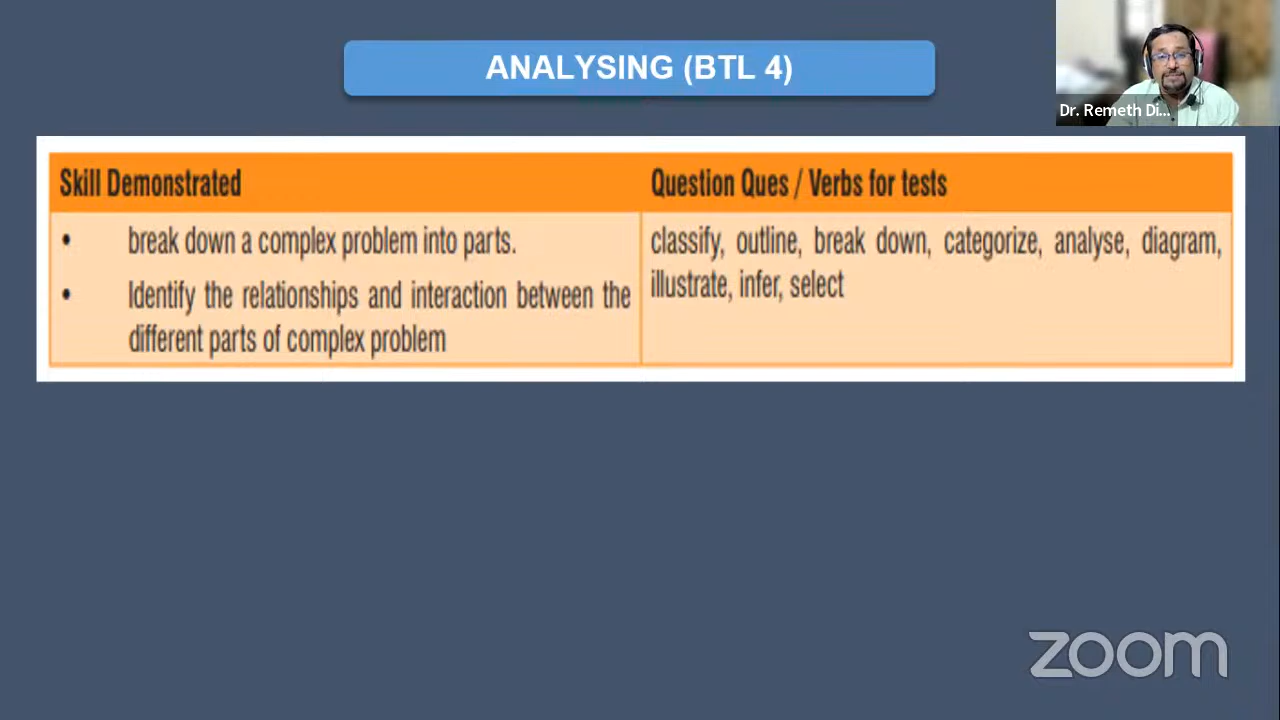 ANALYSING (BTL 4)
Dr. Remeth Di...
Skill Demonstrated
Question Ques / Verbs for tests
• break down a complex problem into parts.
• Identify the relationships and interaction between the
different parts of complex problem
classify, outline, break down, categorize, analyse, diagram,
illustrate, infer, select
zoom